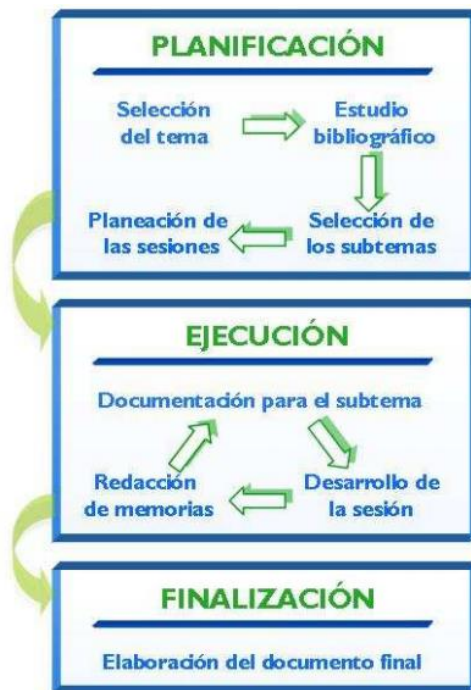 PLANIFICACIÓN
Selección
del tema
Estudio
bibliográfico
Planeación de
las sesiones
Selección de
los subtemas
EJECUCIÓN
Documentación para el subtema
Redacción
de memorias
Desarrollo de
la sesión
FINALIZACIÓN
Elaboración del documento final